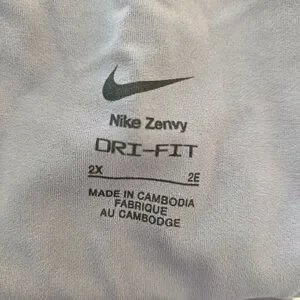 Nike Zenvy
DRI-FIT
2X 2E
MADE IN CAMBODIA
FABRIQUE
AU CAMBODGE